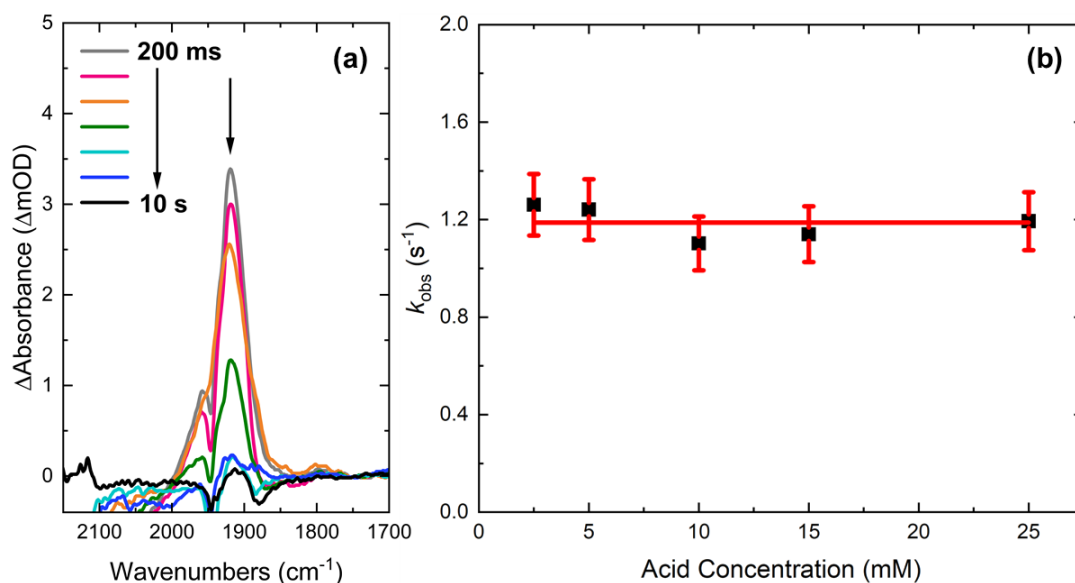 (a)
200 ms
10 s
ΔAbsorbance (ΔmOD)
5
4
3
2
1
0
2100 2000 1900 1800 1700
Wavenumbers (cm⁻¹)
(b)
k_obs (s⁻¹)
2.0
1.6
1.2
0.8
0.4
0.0
0 5 10 15 20 25
Acid Concentration (mM)